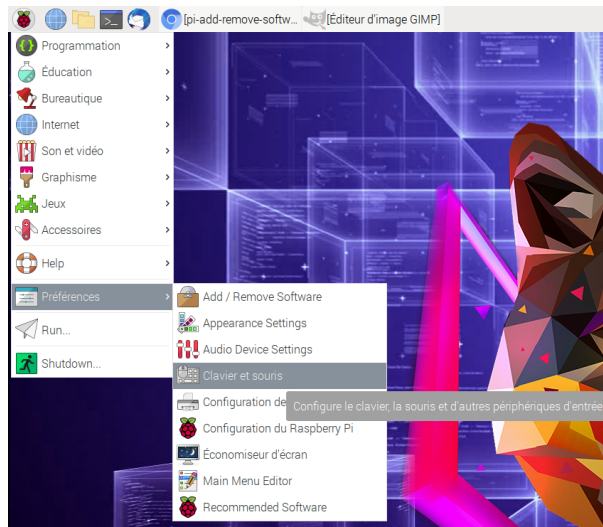 [pi-add-remove-softw... [Éditeur d'image GIMP]
Programmation
Éducation
Bureautique
Internet
Son et vidéo
Graphisme
Jeux
Accessoires
Help
Préférences
Run...
Shutdown...
Add / Remove Software
Appearance Settings
Audio Device Settings
Clavier et souris
Configuration de
Configure le clavier, la souris et d'autres périphériques d'entrée
Configuration du Raspberry Pi
Économiseur d'écran
Main Menu Editor
Recommended Software